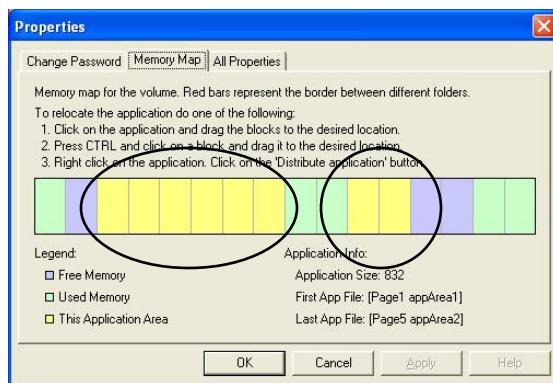 Properties
Change Password Memory Map All Properties
Memory map for the volume. Red bars represent the border between different folders.
To relocate the application do one of the following:
1. Click on the application and drag the blocks to the desired location.
2. Press CTRL and click on a block and drag it to the desired location.
3. Right click on the application. Click on the 'Distribute application' button.
Legend:
Free Memory
Used Memory
This Application Area
Application Info:
Application Size: 832
First App File: [Page1 appArea1]
Last App File: [Page5 appArea2]
OK Cancel Apply Help